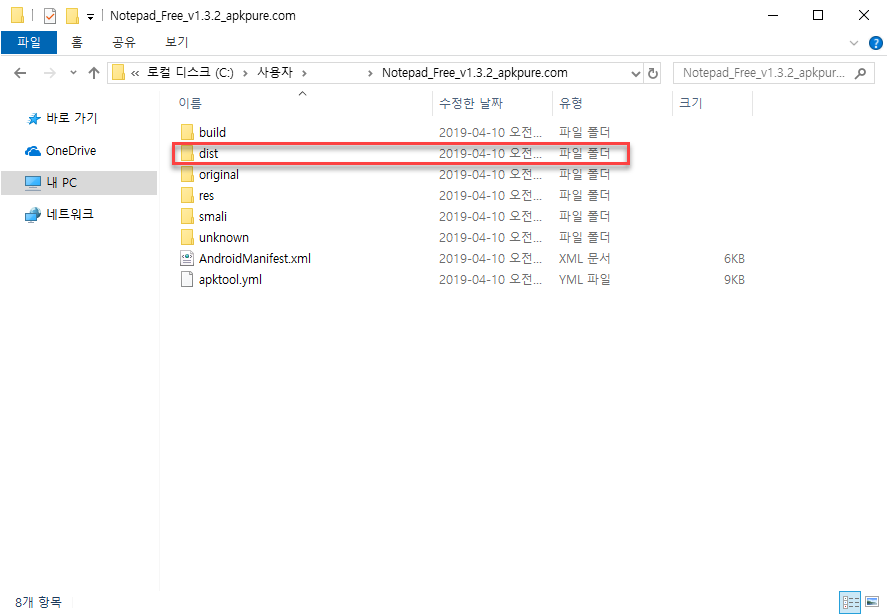 Notepad_Free_v1.3.2_apkpure.com
파일 홈 공유 보기
« 로컬 디스크 (C:) › 사용자 › › Notepad_Free_v1.3.2_apkpure.com Notepad_Free_v1.3.2_apkpur...
이름 수정한 날짜 유형 크기
바로 가기
OneDrive
내 PC
네트워크
build 2019-04-10 오전... 파일 폴더
dist 2019-04-10 오전... 파일 폴더
original 2019-04-10 오전... 파일 폴더
res 2019-04-10 오전... 파일 폴더
smali 2019-04-10 오전... 파일 폴더
unknown 2019-04-10 오전... 파일 폴더
AndroidManifest.xml 2019-04-10 오전... XML 문서 6KB
apktool.yml 2019-04-10 오전... YML 파일 9KB
8개 항목